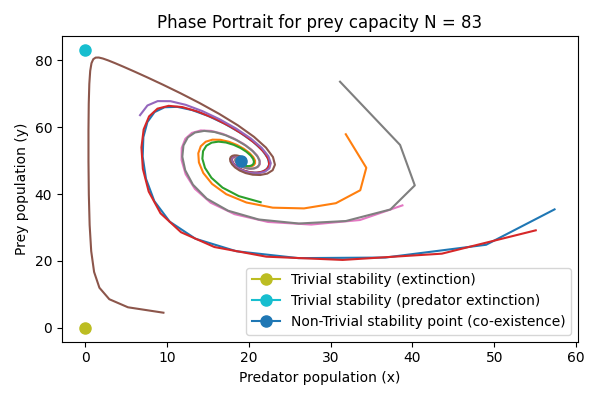 Phase Portrait for prey capacity N = 83
Prey population (y)
80
60
40
20
0
Trivial stability (extinction)
Trivial stability (predator extinction)
Non-Trivial stability point (co-existence)
0 10 20 30 40 50 60
Predator population (x)